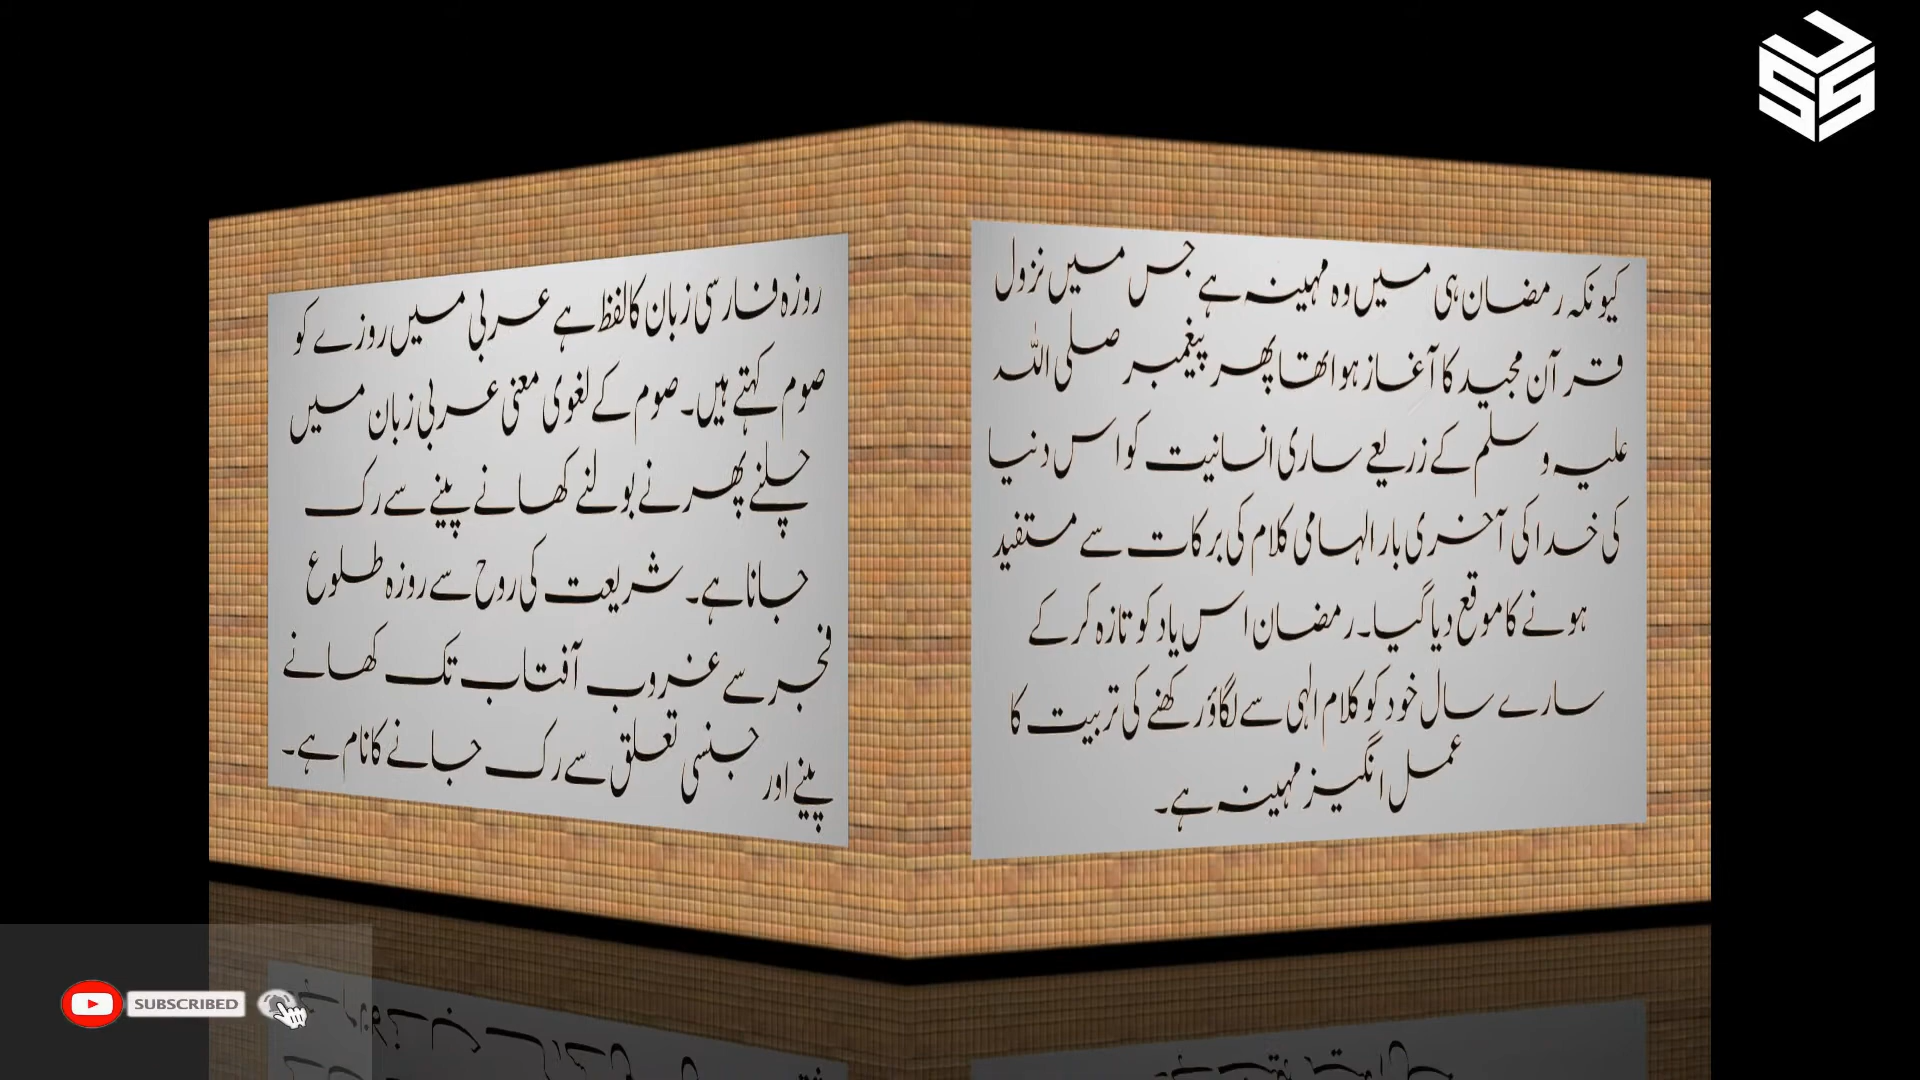 کیونکہ رمضان ہی میں وہ مہینہ ہے جس میں نزول
قرآن مجید کا آغاز ہوا تھا پھر پیغمبر صلی اللہ
علیہ وسلم کے زریعے ساری انسانیت کو اس دنیا
کی خدا کی آخری بار الہامی کلام کی برکات سے مستفید
ہونے کا موقع دیا گیا۔ رمضان اس یاد کو تازہ کرکے
سارے سال خود کو کلام الٰہی سے لگاؤ رکھنے کی تربیت کا
عمل انگیز مہینہ ہے۔
روزہ فارسی زبان کا لفظ ہے عربی میں روزے کو
صوم کہتے ہیں۔ صوم کے لغوی معنی عربی زبان میں
چلنے پھرنے بولنے کھانے پینے سے رک
جانا ہے۔ شریعت کی روح سے روزہ طلوع
فجر سے غروب آفتاب تک کھانے
پینے اور جنسی تعلق سے رک جانے کا نام ہے۔
SUBSCRIBED